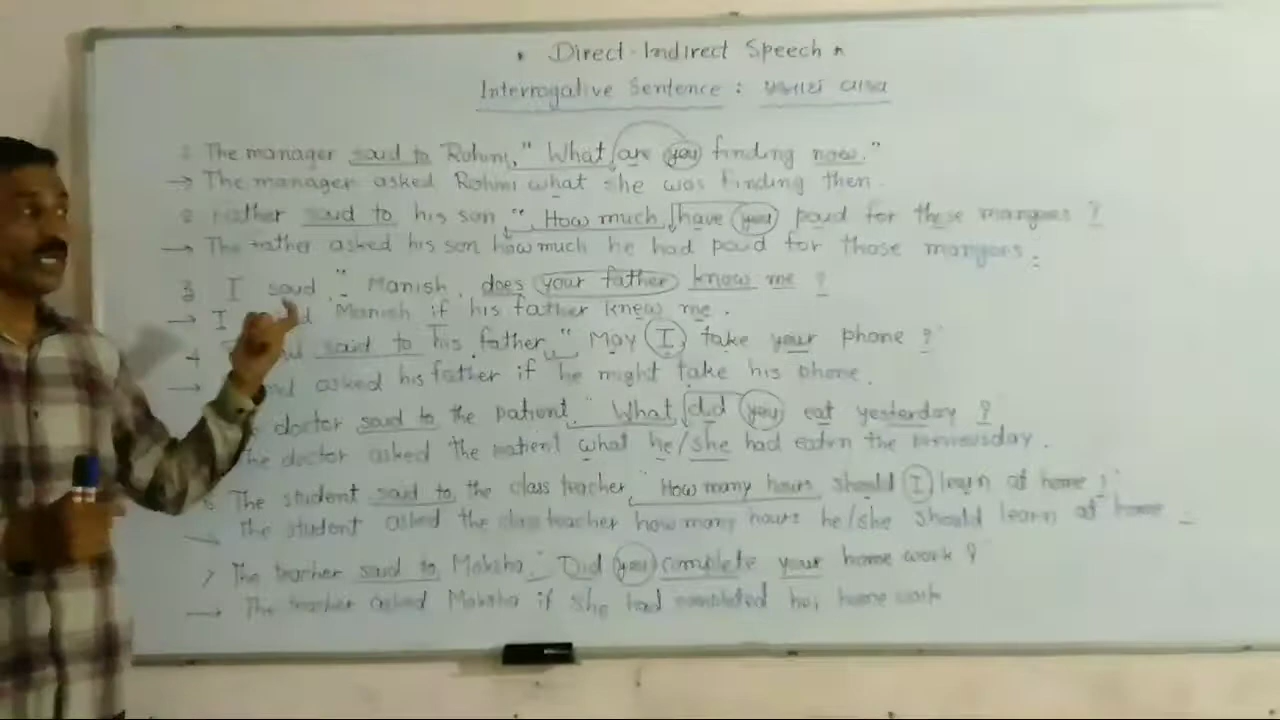 * Direct-Indirect Speech *
Interrogative Sentence : પ્રશ્નાર્થ વાક્ય
The manager said to Rohini," What are you finding now."
→ The manager asked Rohini what she was finding then.
2 Father said to his son ", How much have you paid for these mangoes ?
→ The father asked his son how much he had paid for those mangoes.
3 I said," Manish, does your father know me ?
→ I Manish if his father knew me.
4 said to his father," May I take your phone ?
→ asked his father if he might take his phone.
doctor said to the patient," What did you eat yesterday ?
The doctor asked the patient what he/she had eaten the
6 The student said to the class teacher, "How many hours should I learn at home ?"
→ The student asked the class teacher how many hours he/she should learn at home
7 The teacher said to Moksha," Did you complete your home work ?
→ The teacher asked Moksha if she had completed her home work